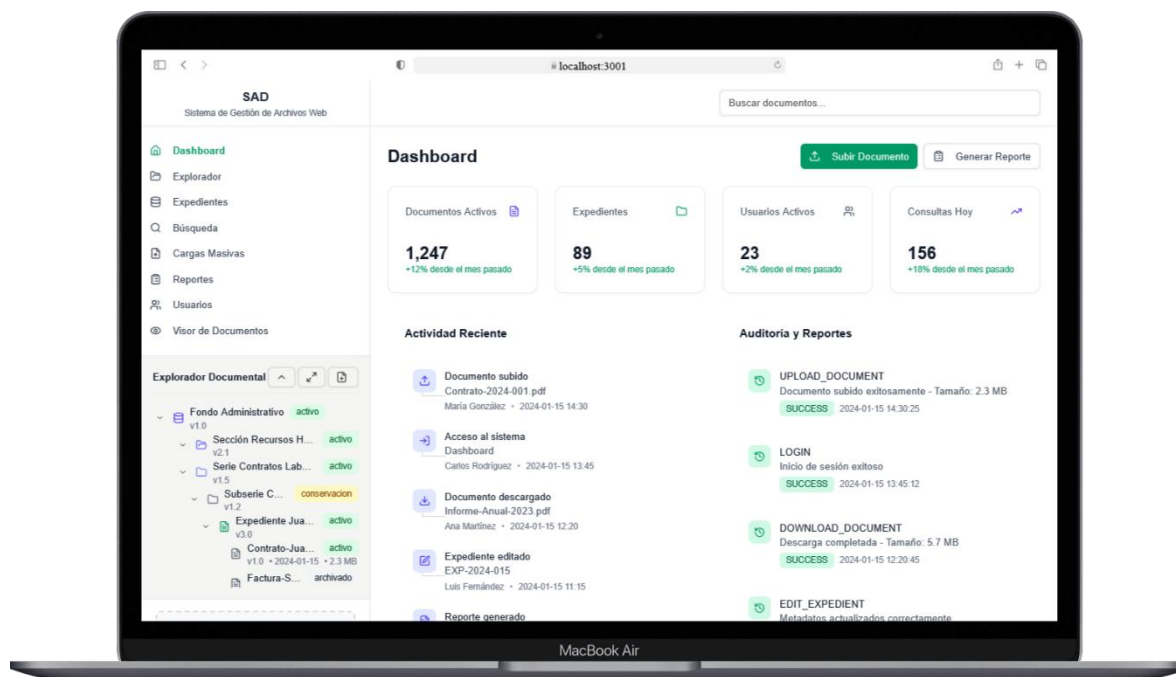 localhost:3001
SAD
Sistema de Gestión de Archivos Web
Buscar documentos...
Dashboard
Explorador
Expedientes
Búsqueda
Cargas Masivas
Reportes
Usuarios
Visor de Documentos
Explorador Documental
Fondo Administrativo activo
v1.0
Sección Recursos H... activo
v2.1
Serie Contratos Lab... activo
v1.5
Subserie C... conservacion
v1.2
Expediente Jua... activo
v3.0
Contrato-Jua... activo
v1.0 • 2024-01-15 • 2.3 MB
Factura-S... archivado
Dashboard
Subir Documento
Generar Reporte
Documentos Activos
1,247
+12% desde el mes pasado
Expedientes
89
+5% desde el mes pasado
Usuarios Activos
23
+2% desde el mes pasado
Consultas Hoy
156
+18% desde el mes pasado
Actividad Reciente
Documento subido
Contrato-2024-001.pdf
María González • 2024-01-15 14:30
Acceso al sistema
Dashboard
Carlos Rodríguez • 2024-01-15 13:45
Documento descargado
Informe-Anual-2023.pdf
Ana Martínez • 2024-01-15 12:20
Expediente editado
EXP-2024-015
Luis Fernández • 2024-01-15 11:15
Reporte generado
Auditoría y Reportes
UPLOAD_DOCUMENT
Documento subido exitosamente - Tamaño: 2.3 MB
SUCCESS 2024-01-15 14:30:25
LOGIN
Inicio de sesión exitoso
SUCCESS 2024-01-15 13:45:12
DOWNLOAD_DOCUMENT
Descarga completada - Tamaño: 5.7 MB
SUCCESS 2024-01-15 12:20:45
EDIT_EXPEDIENT
Metadatos actualizados correctamente
MacBook Air